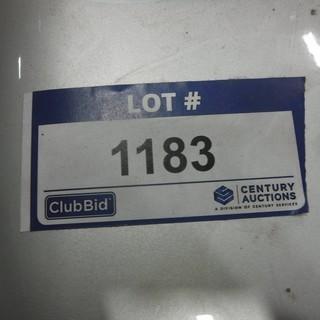 LOT #
1183
ClubBid
CENTURY
AUCTIONS
A DIVISION OF CENTURY SERVICES